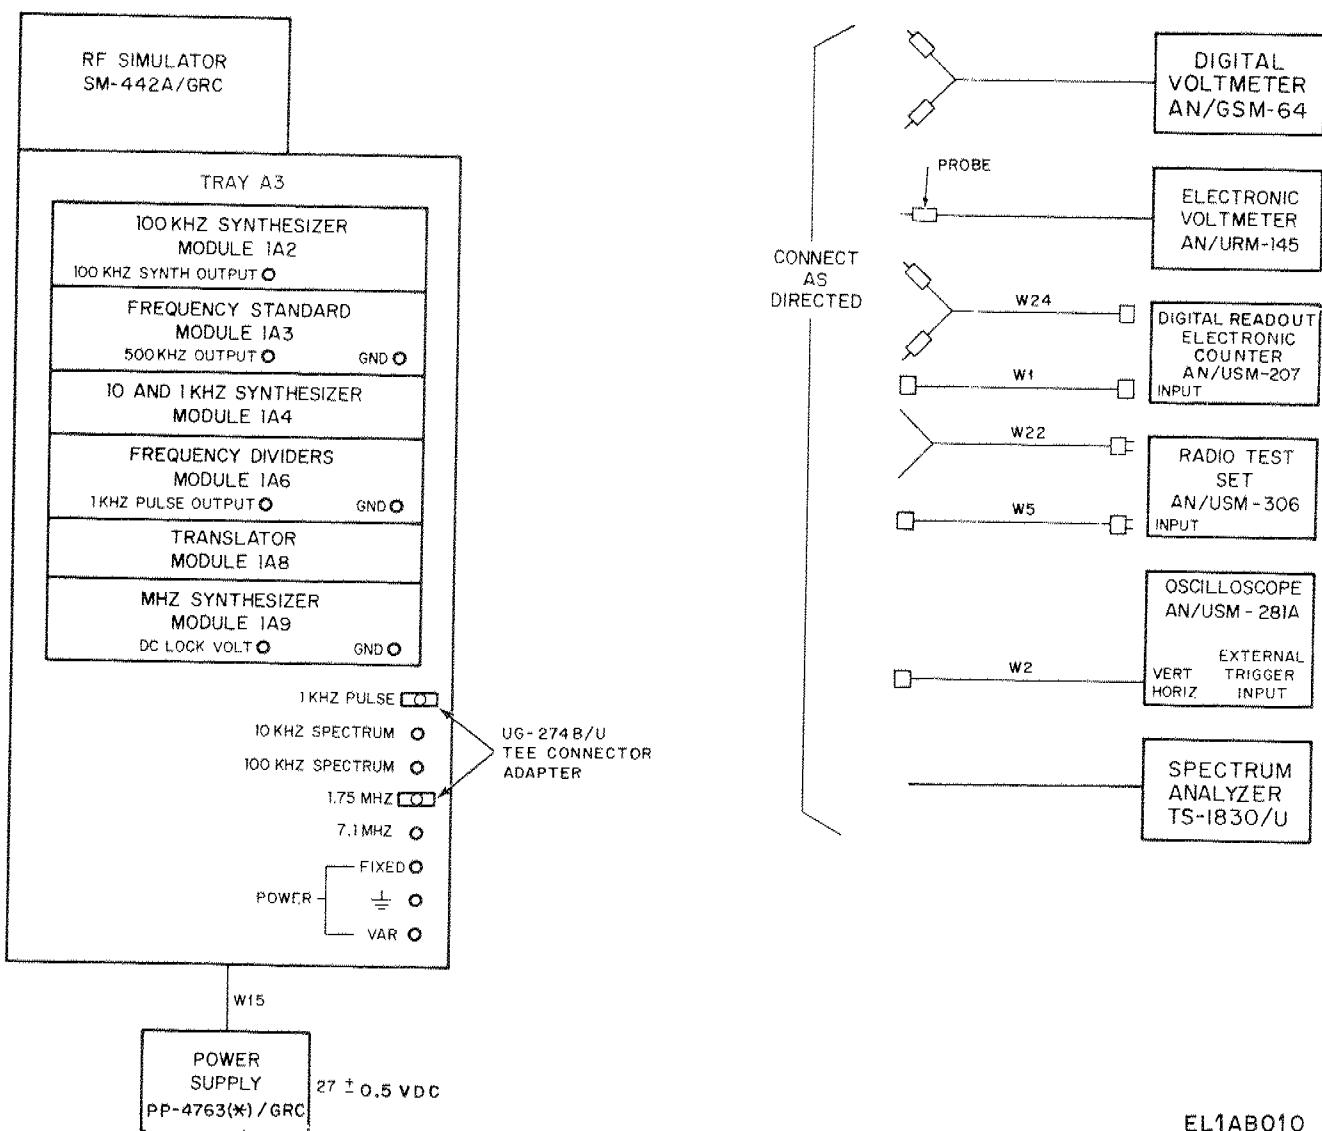 RF SIMULATOR
SM-442A/GRC
TRAY A3
100 KHZ SYNTHESIZER
MODULE 1A2
100 KHZ SYNTH OUTPUT
FREQUENCY STANDARD
MODULE 1A3
500 KHZ OUTPUT
GND
10 AND 1 KHZ SYNTHESIZER
MODULE 1A4
FREQUENCY DIVIDERS
MODULE 1A6
1 KHZ PULSE OUTPUT
GND
TRANSLATOR
MODULE 1A8
MHZ SYNTHESIZER
MODULE 1A9
DC LOCK VOLT
GND
1 KHZ PULSE
10 KHZ SPECTRUM
100 KHZ SPECTRUM
1.75 MHZ
7.1 MHZ
FIXED
POWER
VAR
UG-274B/U
TEE CONNECTOR
ADAPTER
W15
POWER
SUPPLY
PP-4763(*)/GRC
27 ± 0.5 VDC
CONNECT
AS
DIRECTED
DIGITAL
VOLTMETER
AN/GSM-64
PROBE
ELECTRONIC
VOLTMETER
AN/URM-145
W24
W1
DIGITAL READOUT
ELECTRONIC
COUNTER
AN/USM-207
INPUT
W22
W5
RADIO TEST
SET
AN/USM-306
INPUT
W2
OSCILLOSCOPE
AN/USM-281A
VERT
HORIZ
EXTERNAL
TRIGGER
INPUT
SPECTRUM
ANALYZER
TS-1830/U
EL1AB010